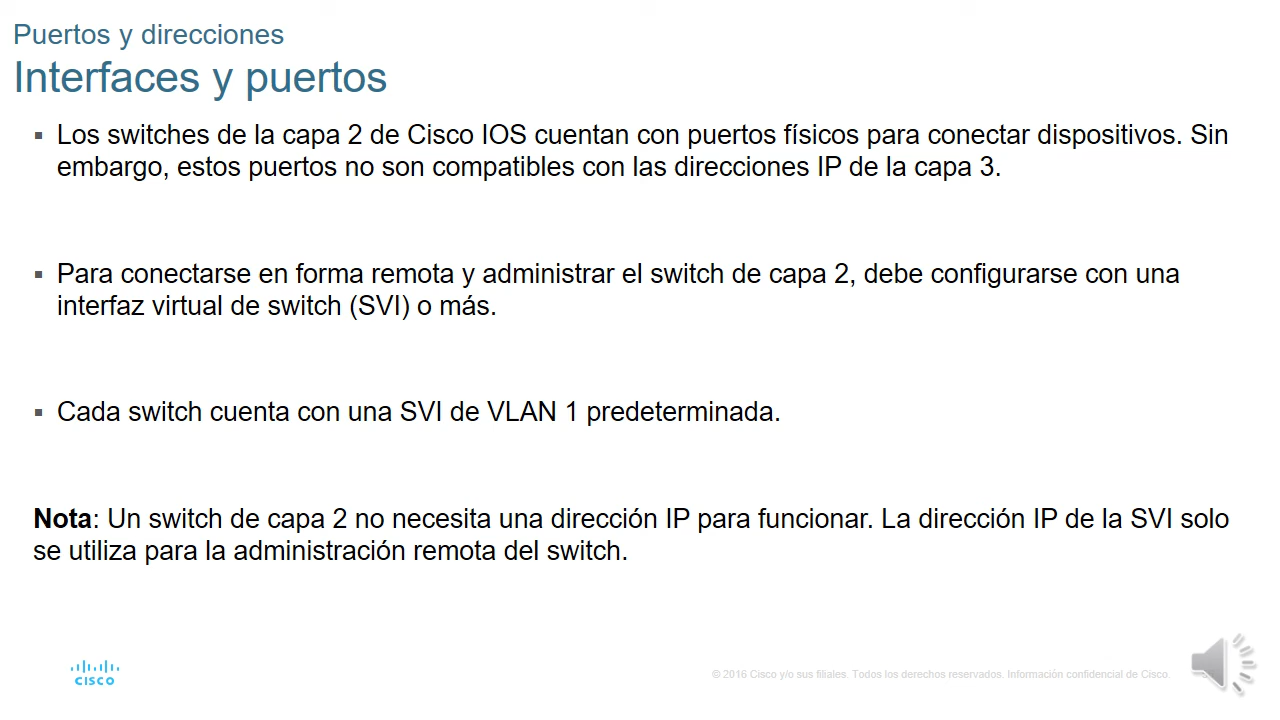 Puertos y direcciones
Interfaces y puertos
▪ Los switches de la capa 2 de Cisco IOS cuentan con puertos físicos para conectar dispositivos. Sin
embargo, estos puertos no son compatibles con las direcciones IP de la capa 3.
▪ Para conectarse en forma remota y administrar el switch de capa 2, debe configurarse con una
interfaz virtual de switch (SVI) o más.
▪ Cada switch cuenta con una SVI de VLAN 1 predeterminada.
Nota: Un switch de capa 2 no necesita una dirección IP para funcionar. La dirección IP de la SVI solo
se utiliza para la administración remota del switch.
CISCO
© 2016 Cisco y/o sus filiales. Todos los derechos reservados. Información confidencial de Cisco.